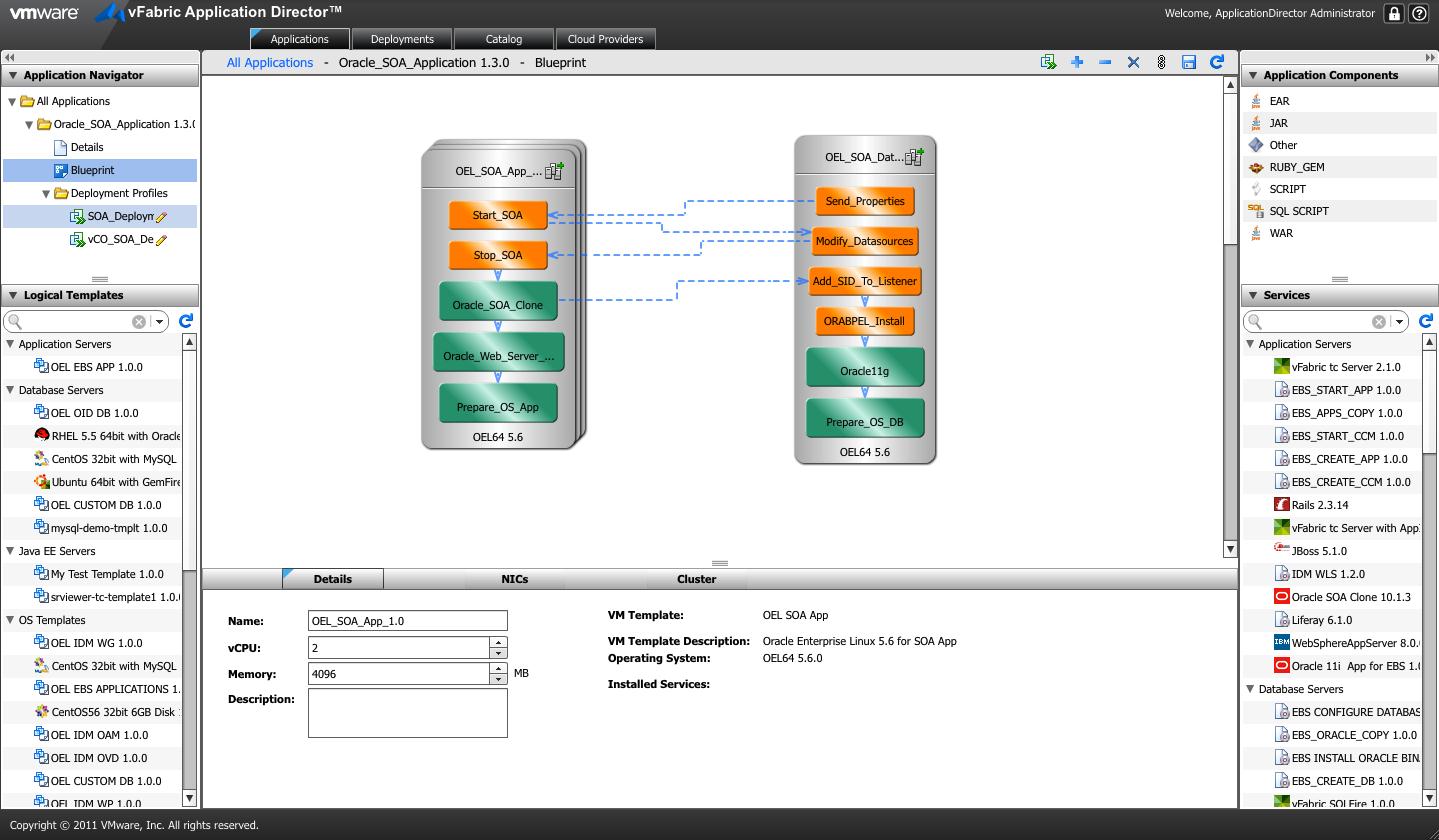 vmware vFabric Application Director™
Welcome, ApplicationDirector Administrator
Applications
Deployments
Catalog
Cloud Providers
Application Navigator
All Applications
Oracle_SOA_Application 1.3.0
Details
Blueprint
Deployment Profiles
SOA_Deploym
vCO_SOA_De
Logical Templates
Application Servers
OEL EBS APP 1.0.0
Database Servers
OEL OID DB 1.0.0
RHEL 5.5 64bit with Oracle
CentOS 32bit with MySQL
Ubuntu 64bit with GemFire
OEL CUSTOM DB 1.0.0
mysql-demo-tmplt 1.0.0
Java EE Servers
My Test Template 1.0.0
srviewer-tc-template1 1.0.0
OS Templates
OEL IDM WG 1.0.0
CentOS 32bit with MySQL
OEL EBS APPLICATIONS 1.
CentOS56 32bit 6GB Disk
OEL IDM OAM 1.0.0
OEL IDM OVD 1.0.0
OEL CUSTOM DB 1.0.0
OEL IDM WP 1.0.0
All Applications - Oracle_SOA_Application 1.3.0 - Blueprint
OEL_SOA_App_...
Start_SOA
Stop_SOA
Oracle_SOA_Clone
Oracle_Web_Server_...
Prepare_OS_App
OEL64 5.6
OEL_SOA_Dat...
Send_Properties
Modify_Datasources
Add_SID_To_Listener
ORABPEL_Install
Oracle11g
Prepare_OS_DB
OEL64 5.6
Details
NICs
Cluster
Name: OEL_SOA_App_1.0
vCPU: 2
Memory: 4096 MB
Description:
VM Template: OEL SOA App
VM Template Description: Oracle Enterprise Linux 5.6 for SOA App
Operating System: OEL64 5.6.0
Installed Services:
Application Components
EAR
JAR
Other
RUBY_GEM
SCRIPT
SQL SCRIPT
WAR
Services
Application Servers
vFabric tc Server 2.1.0
EBS_START_APP 1.0.0
EBS_APPS_COPY 1.0.0
EBS_START_CCM 1.0.0
EBS_CREATE_APP 1.0.0
EBS_CREATE_CCM 1.0.0
Rails 2.3.14
vFabric tc Server with App
JBoss 5.1.0
IDM WLS 1.2.0
Oracle SOA Clone 10.1.3
Liferay 6.1.0
IBM WebSphereAppServer 8.0.
Oracle 11i App for EBS 1.0
Database Servers
EBS CONFIGURE DATABAS
EBS_ORACLE_COPY 1.0.0
EBS INSTALL ORACLE BIN
EBS_CREATE_DB 1.0.0
vFabric SQLFire 1.0.0
Copyright © 2011 VMware, Inc. All rights reserved.